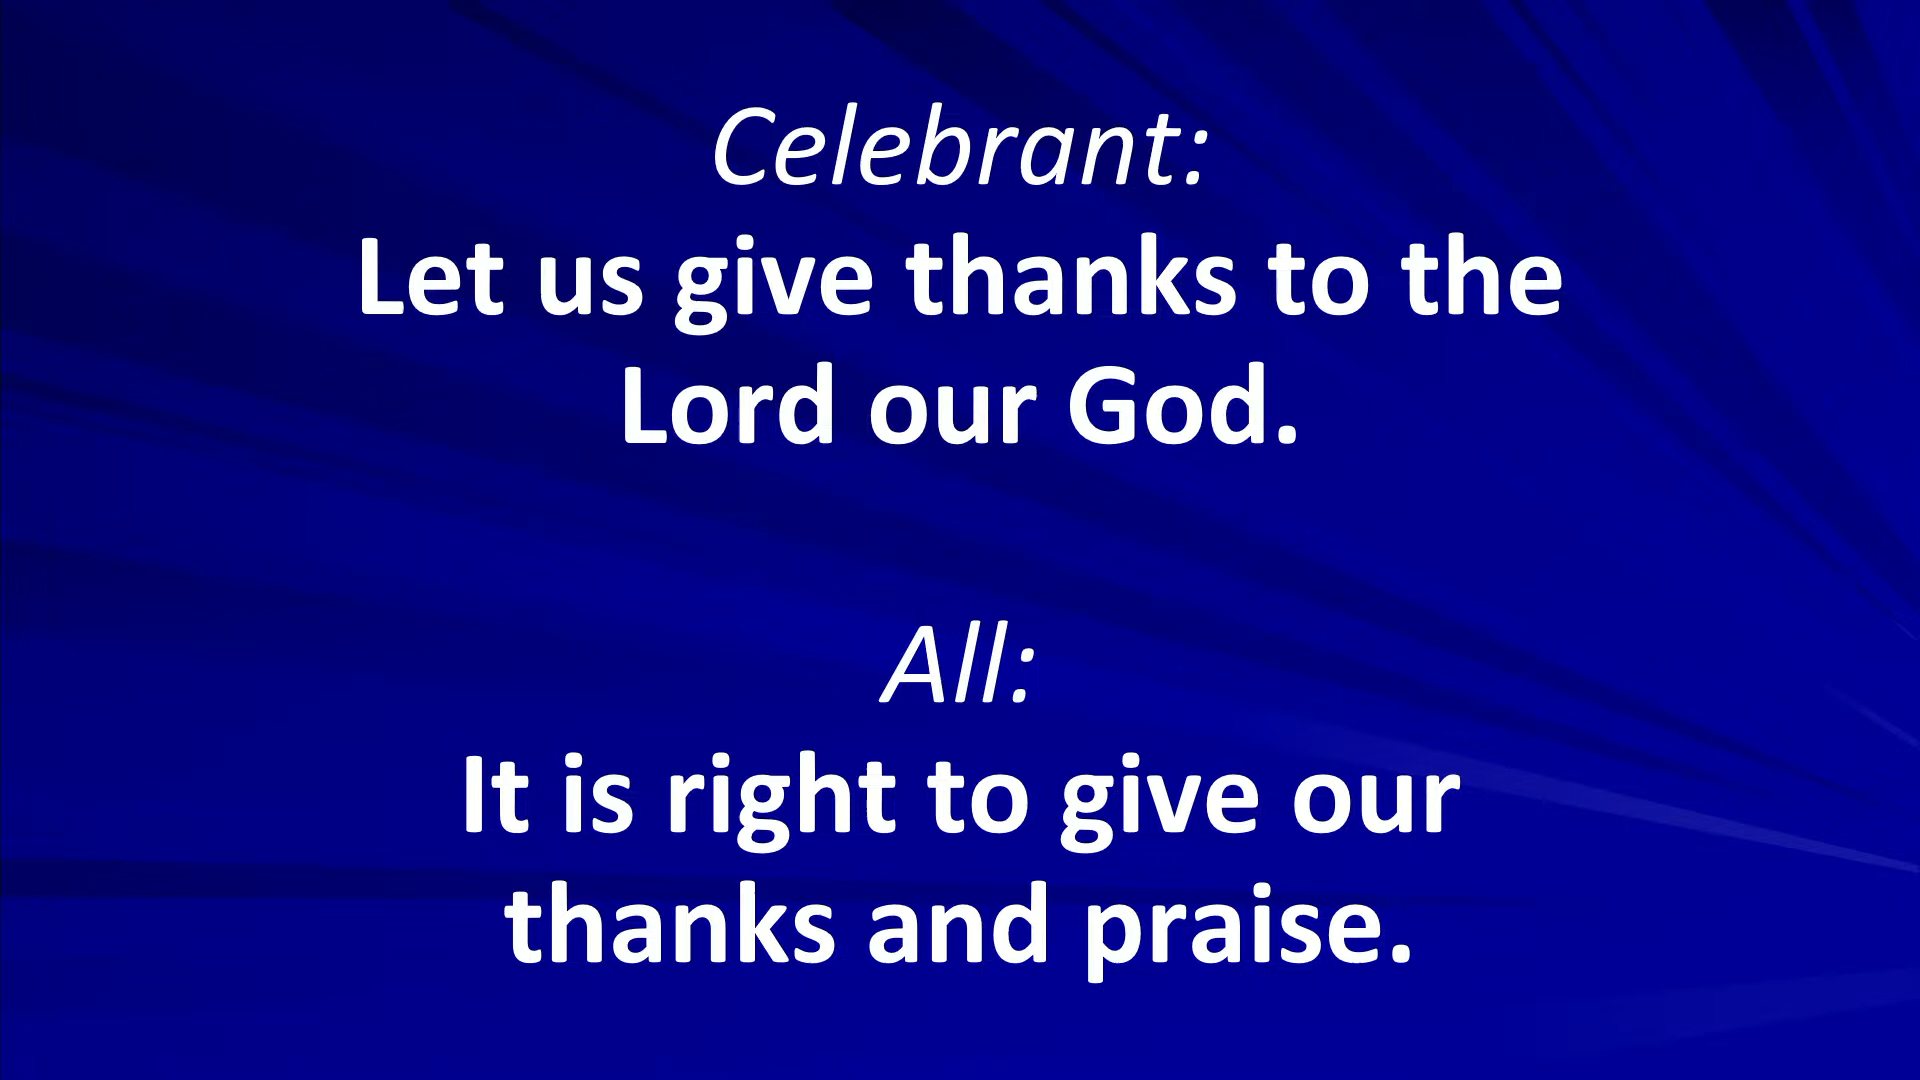 Celebrant:
Let us give thanks to the
Lord our God.
All:
It is right to give our
thanks and praise.